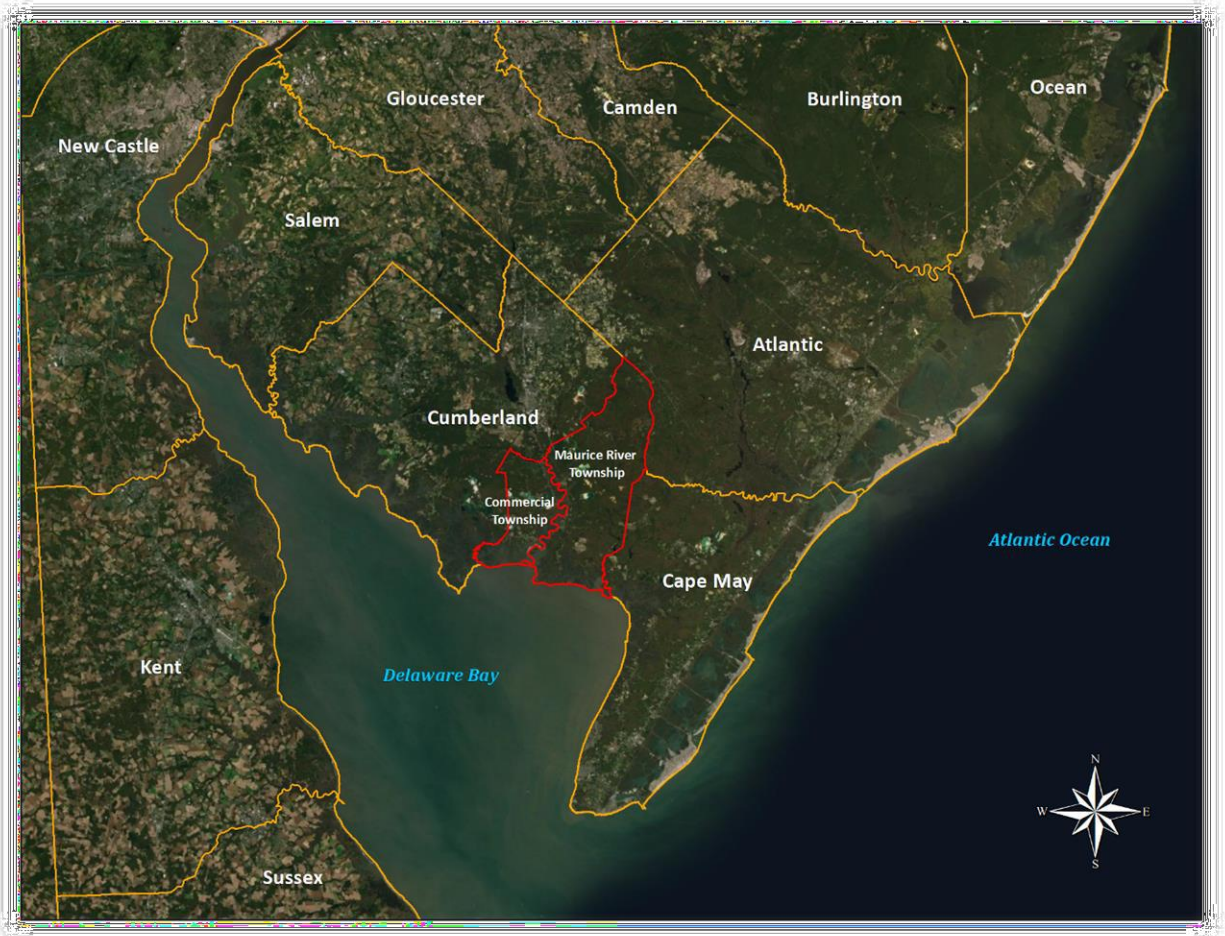 Ocean
Gloucester
Burlington
Camden
New Castle
Salem
Atlantic
Cumberland
Maurice River
Township
Commercial
Township
Atlantic Ocean
Cape May
Kent
Delaware Bay
N
W
E
S
Sussex